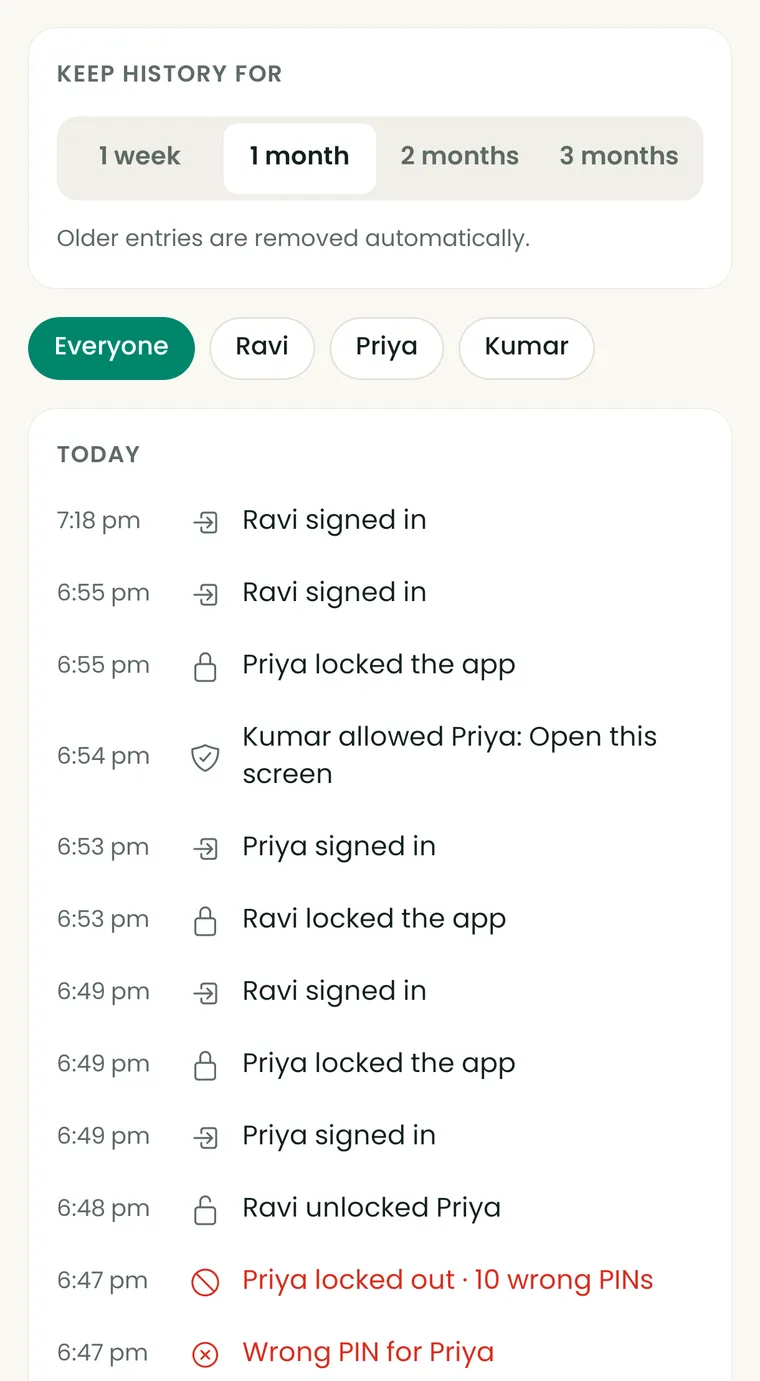 KEEP HISTORY FOR
1 week 1 month 2 months 3 months
Older entries are removed automatically.
Everyone Ravi Priya Kumar
TODAY
7:18 pm Ravi signed in
6:55 pm Ravi signed in
6:55 pm Priya locked the app
6:54 pm Kumar allowed Priya: Open this
screen
6:53 pm Priya signed in
6:53 pm Ravi locked the app
6:49 pm Ravi signed in
6:49 pm Priya locked the app
6:49 pm Priya signed in
6:48 pm Ravi unlocked Priya
6:47 pm Priya locked out · 10 wrong PINs
6:47 pm Wrong PIN for Priya